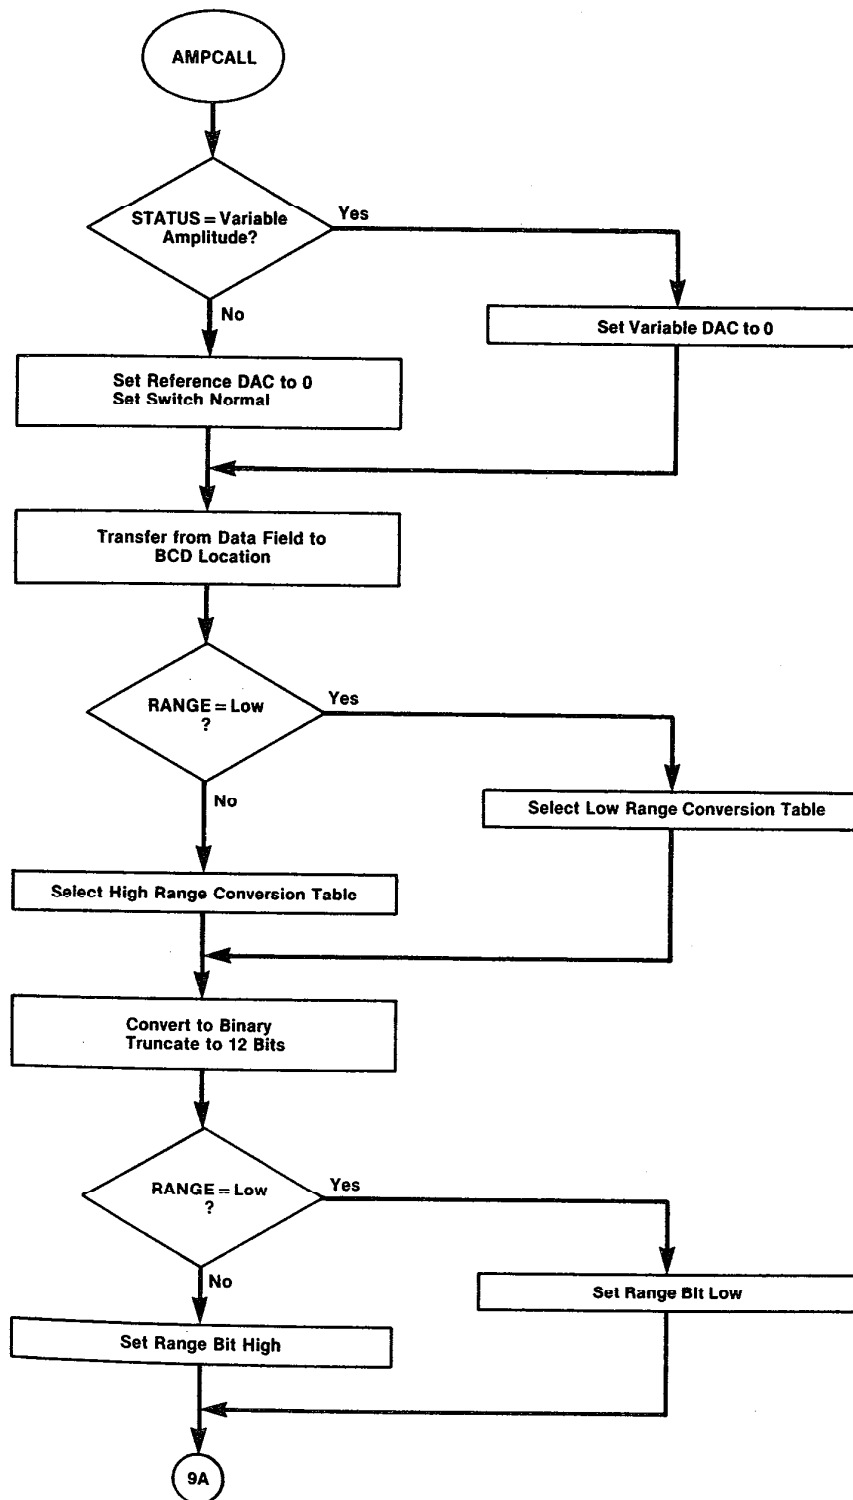 AMPCALL
STATUS = Variable
Amplitude?
Yes
No
Set Variable DAC to 0
Set Reference DAC to 0
Set Switch Normal
Transfer from Data Field to
BCD Location
RANGE = Low
?
Yes
No
Select Low Range Conversion Table
Select High Range Conversion Table
Convert to Binary
Truncate to 12 Bits
RANGE = Low
?
Yes
No
Set Range Bit Low
Set Range Bit High
9A